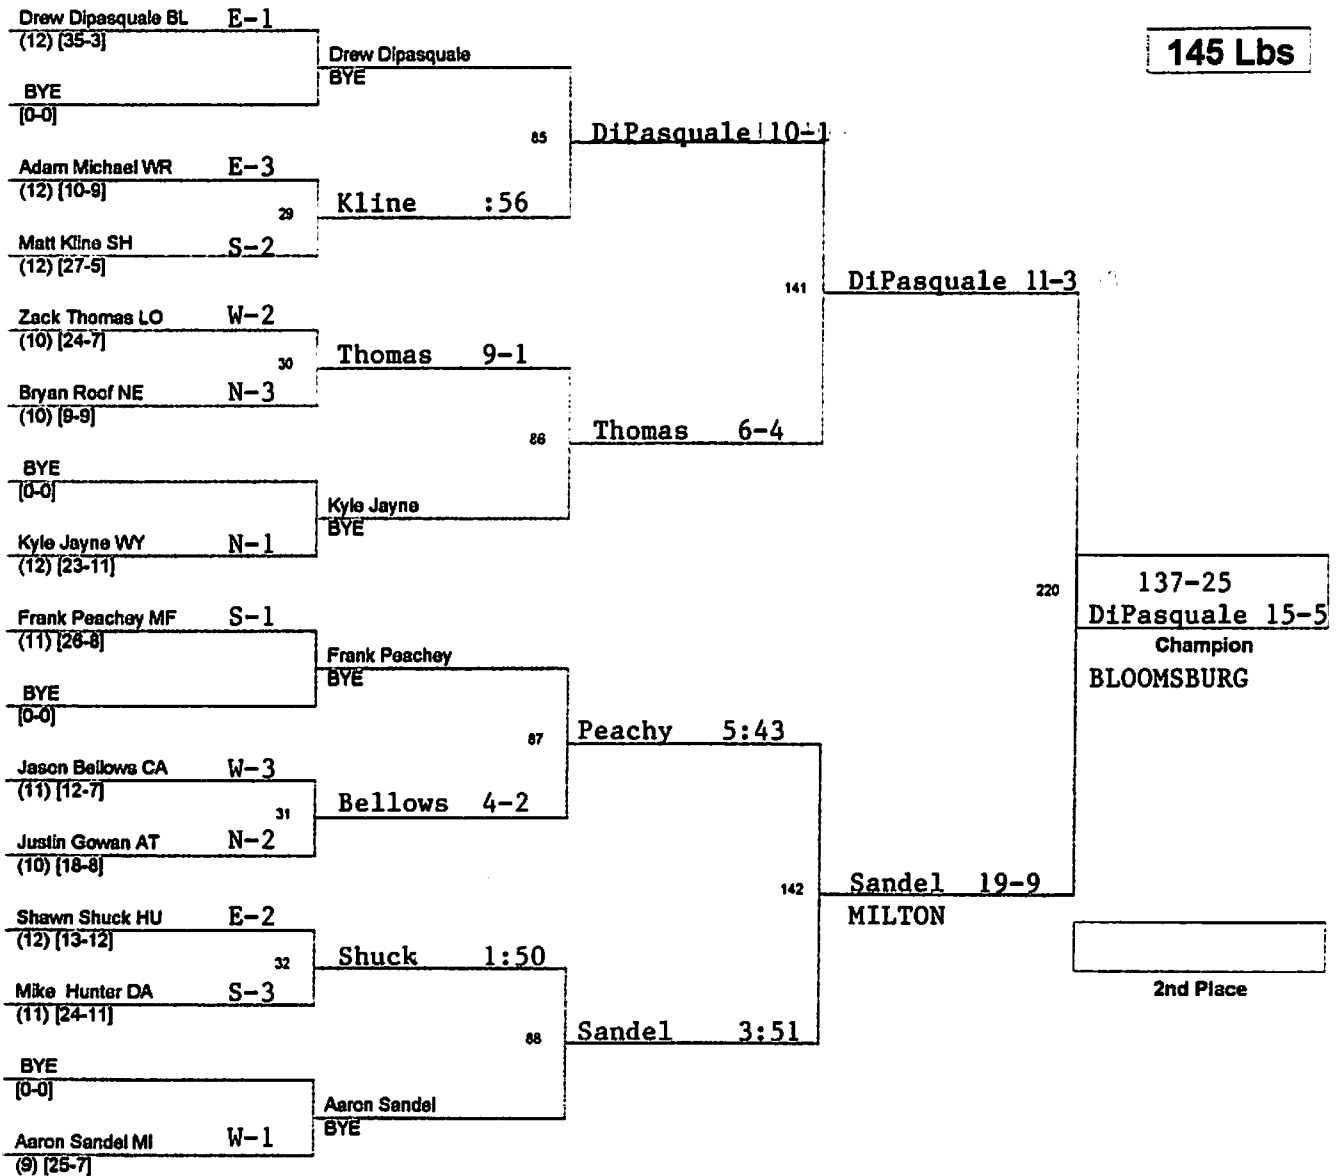 145 Lbs
Drew Dipasquale BL E-1
(12) [35-3]
Drew Dipasquale
BYE
BYE
[0-0]
85 DiPasquale 10-1
Adam Michael WR E-3
(12) [10-9]
29 Kline :56
Matt Kline SH S-2
(12) [27-5]
141 DiPasquale 11-3
Zack Thomas LO W-2
(10) [24-7]
30 Thomas 9-1
Bryan Roof NE N-3
(10) [9-9]
86 Thomas 6-4
BYE
[0-0]
Kyle Jayne
BYE
Kyle Jayne WY N-1
(12) [23-11]
220 137-25
DiPasquale 15-5
Champion
BLOOMSBURG
Frank Peachey MF S-1
(11) [26-8]
Frank Peachey
BYE
BYE
[0-0]
87 Peachy 5:43
Jason Bellows CA W-3
(11) [12-7]
31 Bellows 4-2
Justin Gowan AT N-2
(10) [18-8]
142 Sandel 19-9
MILTON
Shawn Shuck HU E-2
(12) [13-12]
32 Shuck 1:50
Mike Hunter DA S-3
(11) [24-11]
2nd Place
88 Sandel 3:51
BYE
[0-0]
Aaron Sandel
BYE
Aaron Sandel MI W-1
(9) [25-7]